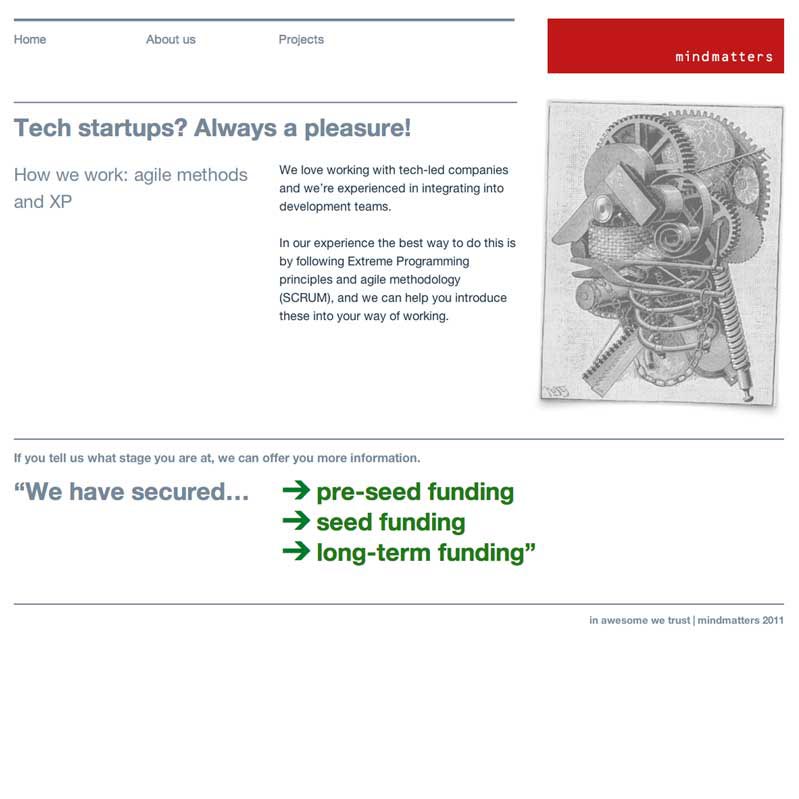 Home
About us
Projects
mindmatters
Tech startups? Always a pleasure!
How we work: agile methods
and XP
We love working with tech-led companies
and we’re experienced in integrating into
development teams.
In our experience the best way to do this is
by following Extreme Programming
principles and agile methodology
(SCRUM), and we can help you introduce
these into your way of working.
If you tell us what stage you are at, we can offer you more information.
“We have secured…
➔ pre-seed funding
➔ seed funding
➔ long-term funding”
in awesome we trust | mindmatters 2011